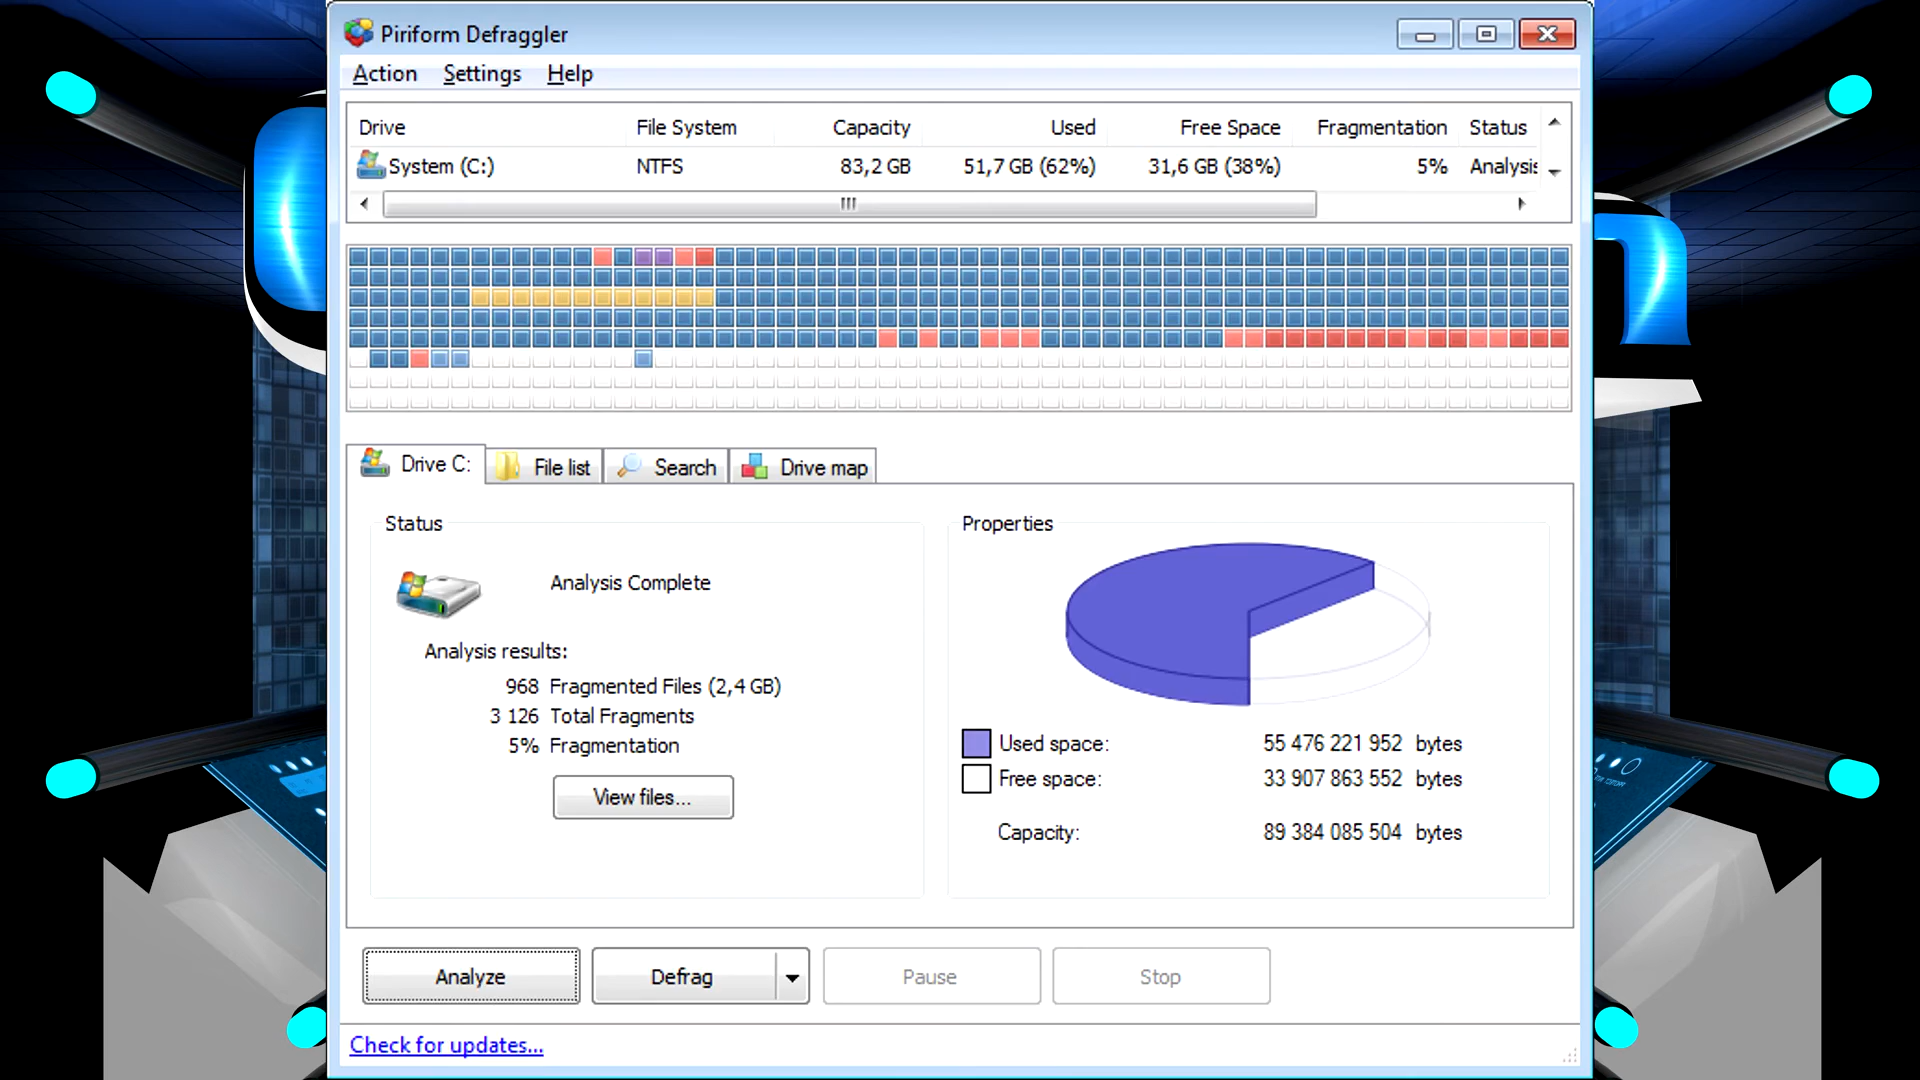 Piriform Defraggler
Action Settings Help
Drive File System Capacity Used Free Space Fragmentation Status
System (C:) NTFS 83,2 GB 51,7 GB (62%) 31,6 GB (38%) 5% Analysis
Drive C: File list Search Drive map
Status
Analysis Complete
Analysis results:
968 Fragmented Files (2,4 GB)
3 126 Total Fragments
5% Fragmentation
View files...
Properties
Used space: 55 476 221 952 bytes
Free space: 33 907 863 552 bytes
Capacity: 89 384 085 504 bytes
Analyze Defrag Pause Stop
Check for updates...